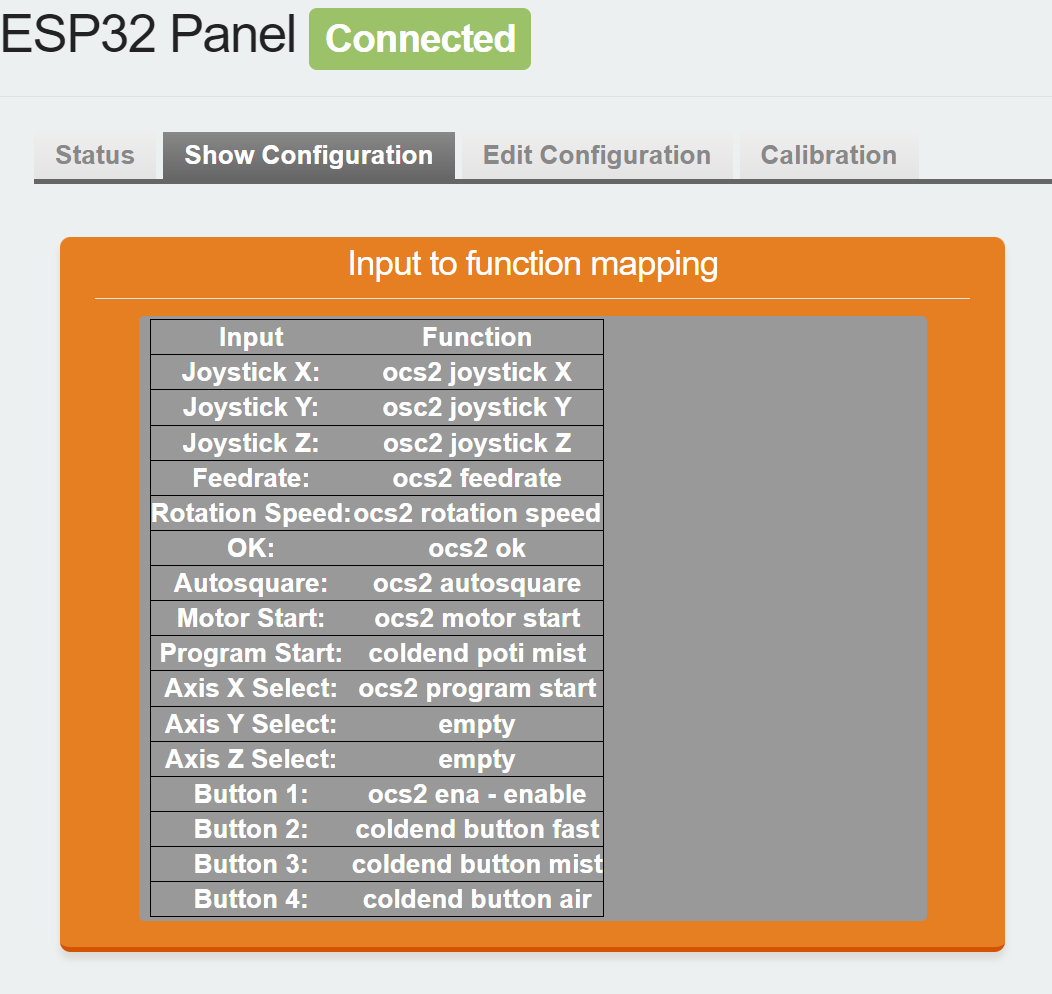 ESP32 Panel Connected
Status Show Configuration Edit Configuration Calibration
Input to function mapping
Input Function
Joystick X: ocs2 joystick X
Joystick Y: osc2 joystick Y
Joystick Z: osc2 joystick Z
Feedrate: ocs2 feedrate
Rotation Speed: ocs2 rotation speed
OK: ocs2 ok
Autosquare: ocs2 autosquare
Motor Start: ocs2 motor start
Program Start: coldend poti mist
Axis X Select: ocs2 program start
Axis Y Select: empty
Axis Z Select: empty
Button 1: ocs2 ena - enable
Button 2: coldend button fast
Button 3: coldend button mist
Button 4: coldend button air